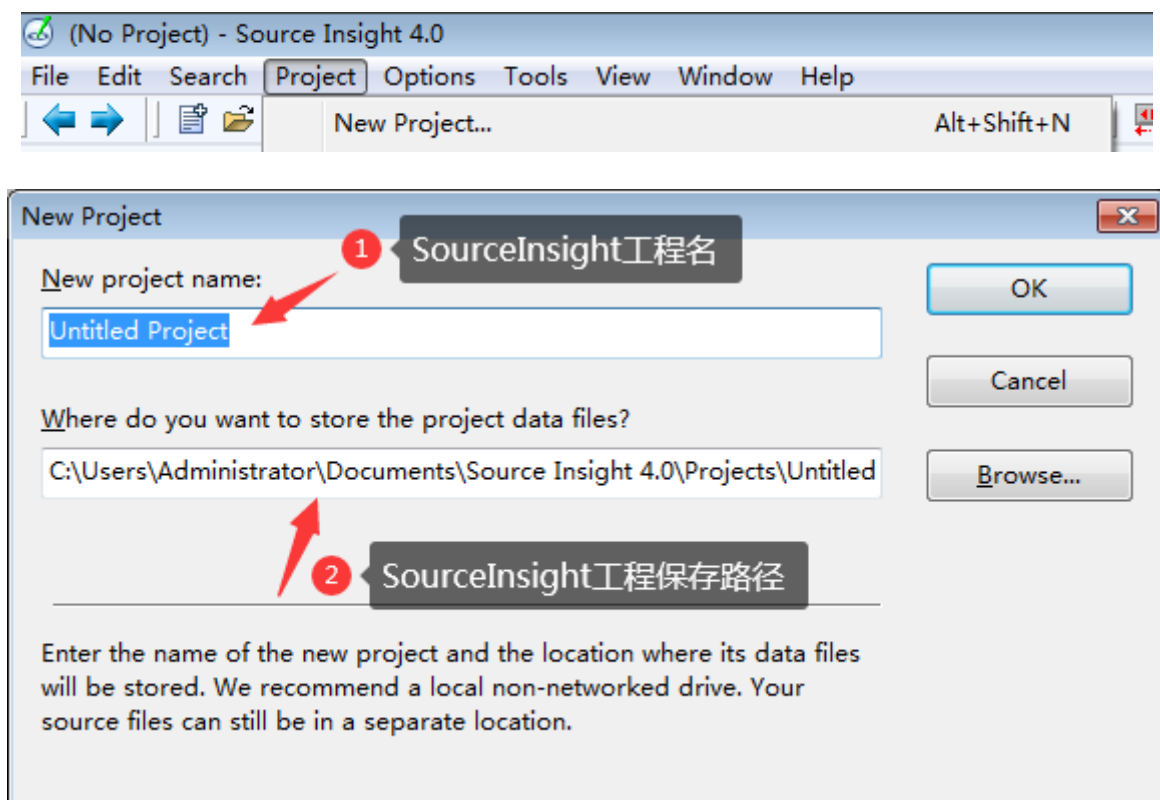 (No Project) - Source Insight 4.0
File Edit Search Project Options Tools View Window Help
New Project... Alt+Shift+N
New Project
1 SourceInsight工程名
New project name:
OK
Untitled Project
Cancel
Where do you want to store the project data files?
C:\Users\Administrator\Documents\Source Insight 4.0\Projects\Untitled
Browse...
2 SourceInsight工程保存路径
Enter the name of the new project and the location where its data files
will be stored. We recommend a local non-networked drive. Your
source files can still be in a separate location.